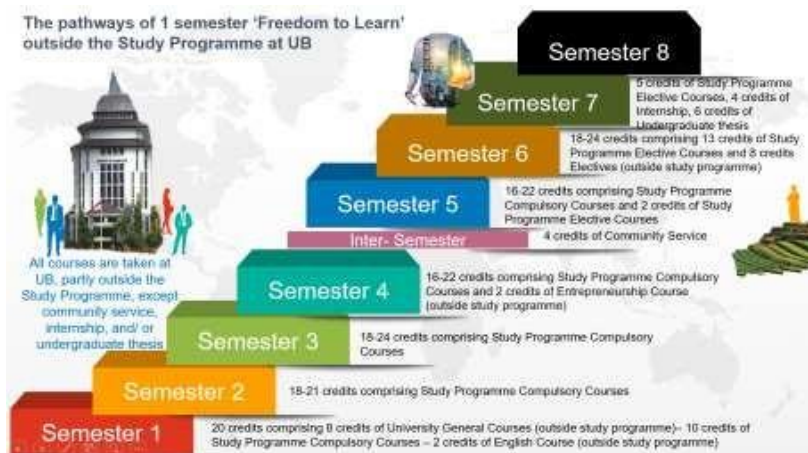 The pathways of 1 semester 'Freedom to Learn'
outside the Study Programme at UB
Semester 8
Semester 7
5 credits of Study Programme
Elective Courses, 4 credits of
Internship, 6 credits of
Undergraduate thesis
Semester 6
18-24 credits comprising 13 credits of Study
Programme Elective Courses and 8 credits
Electives (outside study programme)
Semester 5
16-22 credits comprising Study Programme
Compulsory Courses and 2 credits of Study
Programme Elective Courses
Inter- Semester
4 credits of Community Service
All courses are taken at
UB, partly outside the
Study Programme, except
community service,
internship, and/ or
undergraduate thesis
Semester 4
16-22 credits comprising Study Programme Compulsory
Courses and 2 credits of Entrepreneurship Course
(outside study programme)
Semester 3
18-24 credits comprising Study Programme Compulsory
Courses
Semester 2
18-21 credits comprising Study Programme Compulsory Courses
Semester 1
20 credits comprising 8 credits of University General Courses (outside study programme)– 10 credits of
Study Programme Compulsory Courses – 2 credits of English Course (outside study programme)